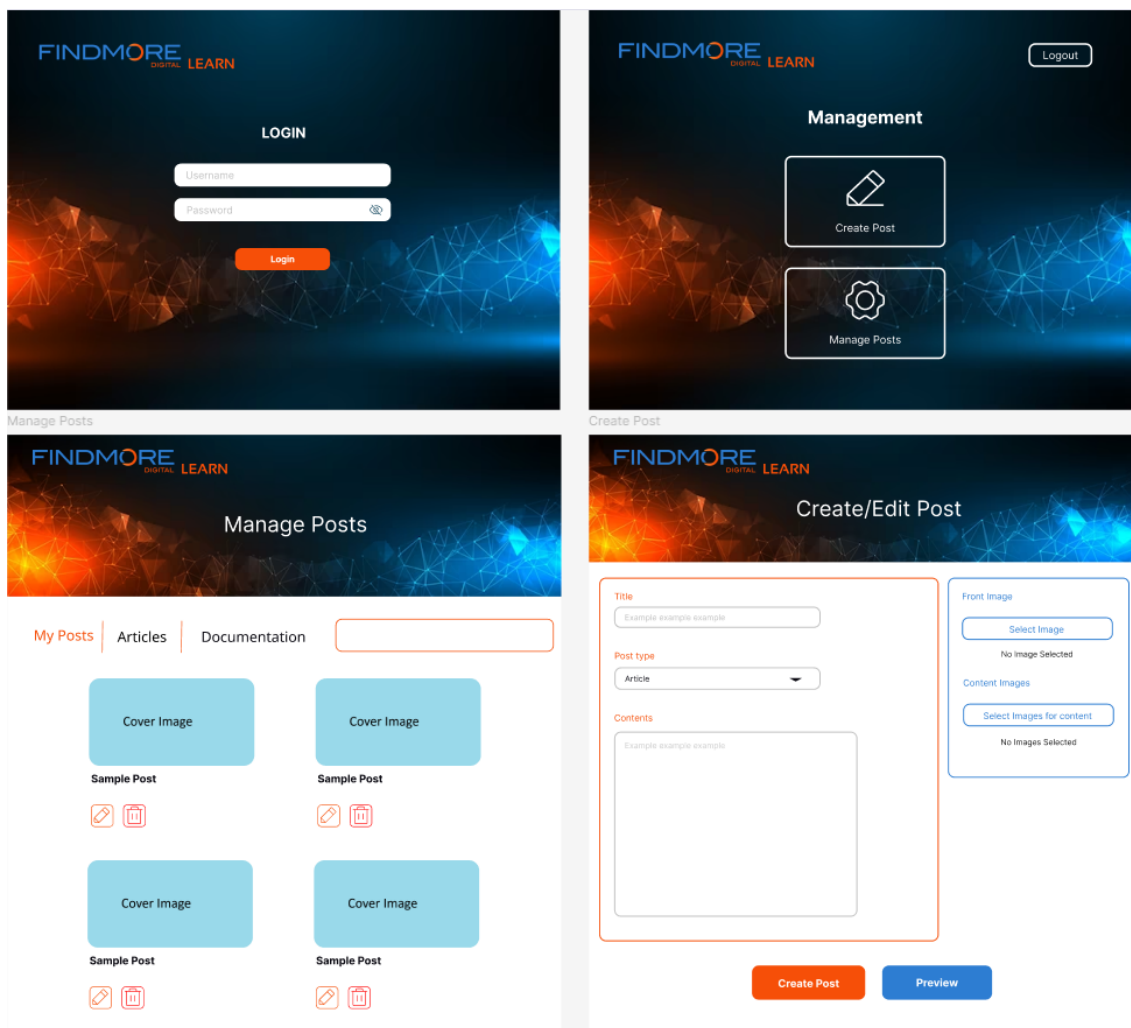 FINDMORE
DIGITAL LEARN
LOGIN
Username
Password
Login
FINDMORE
DIGITAL LEARN
Logout
Management
Create Post
Manage Posts
Manage Posts
FINDMORE
DIGITAL LEARN
Manage Posts
My Posts Articles Documentation
Cover Image Cover Image
Sample Post Sample Post
Cover Image Cover Image
Sample Post Sample Post
Create Post
FINDMORE
DIGITAL LEARN
Create/Edit Post
Title
Example example example
Post type
Article
Contents
Example example example
Front Image
Select Image
No Image Selected
Content Images
Select Images for content
No Images Selected
Create Post Preview